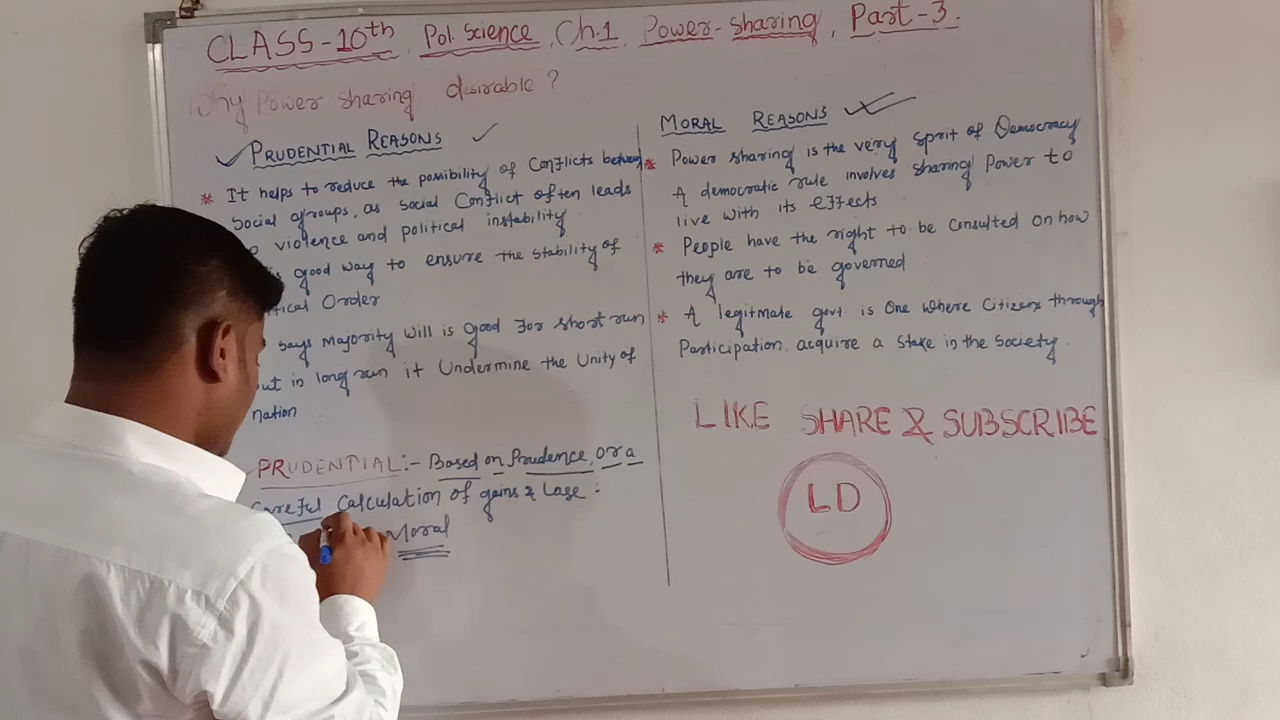 CLASS-10th, Pol. Science, Ch.1, Power-sharing, Part-3.
Why Power sharing desirable?
PRUDENTIAL REASONS
* It helps to reduce the possibility of Conflicts between
Social groups, as Social Conflict often leads
violence and political instability
good way to ensure the stability of
Order
says Majority Will is good for short run
but in long run it Undermine the Unity of
nation
PRUDENTIAL:- Based on Prudence, or a
Careful Calculation of gains &
Moral
MORAL REASONS
* Power sharing is the very sprit of Democracy
A democratic rule involves sharing Power to
live with its effects
* People have the right to be consulted on how
they are to be governed
* A legitmate govt is One where Citizens through
Participation, acquire a stake in the Society.
LIKE SHARE & SUBSCRIBE
LD